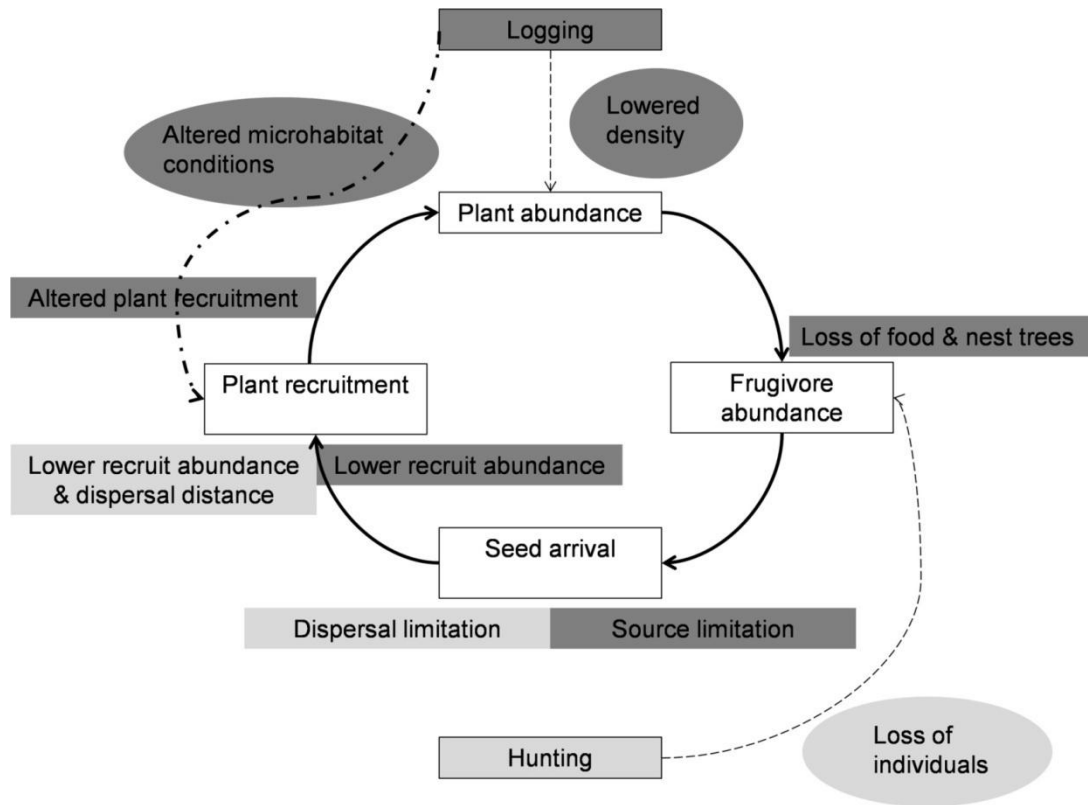 Logging
Altered microhabitat
conditions
Lowered
density
Plant abundance
Altered plant recruitment
Loss of food & nest trees
Plant recruitment
Frugivore
abundance
Lower recruit abundance
& dispersal distance
Lower recruit abundance
Seed arrival
Dispersal limitation
Source limitation
Hunting
Loss of
individuals